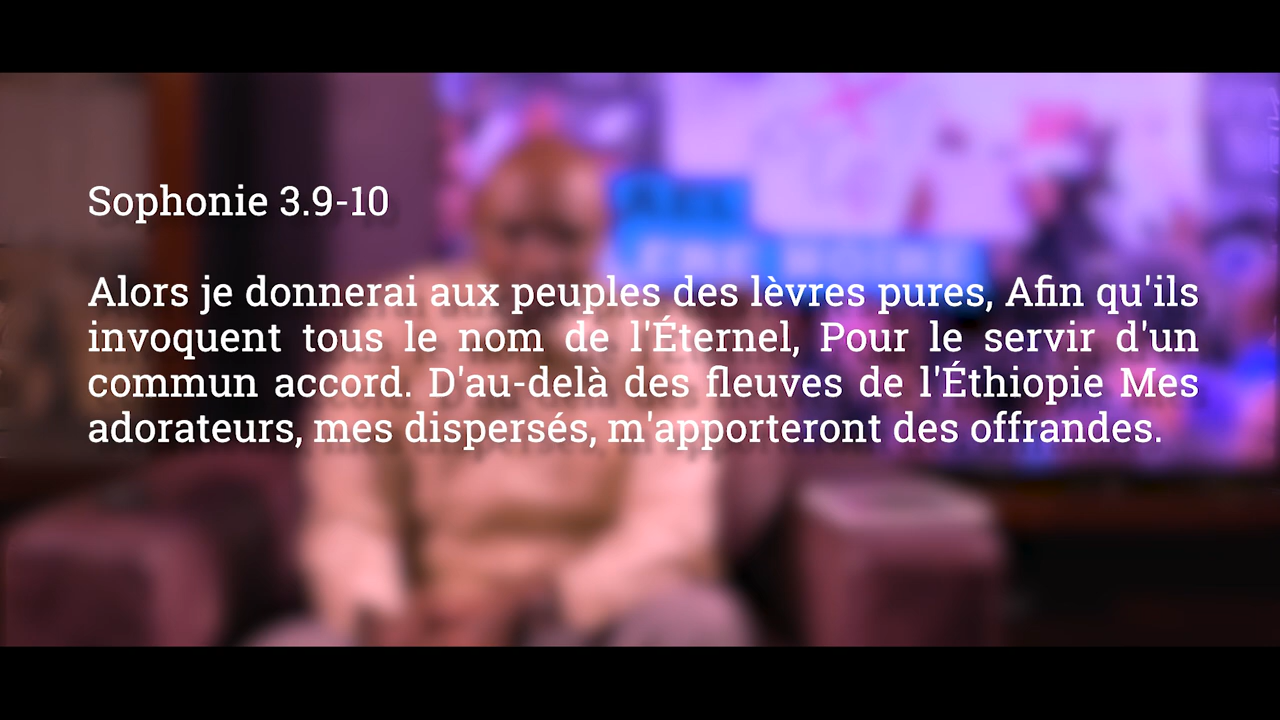 Sophonie 3.9-10
Alors je donnerai aux peuples des lèvres pures, Afin qu'ils
invoquent tous le nom de l'Éternel, Pour le servir d'un
commun accord. D'au-delà des fleuves de l'Éthiopie Mes
adorateurs, mes dispersés, m'apporteront des offrandes.